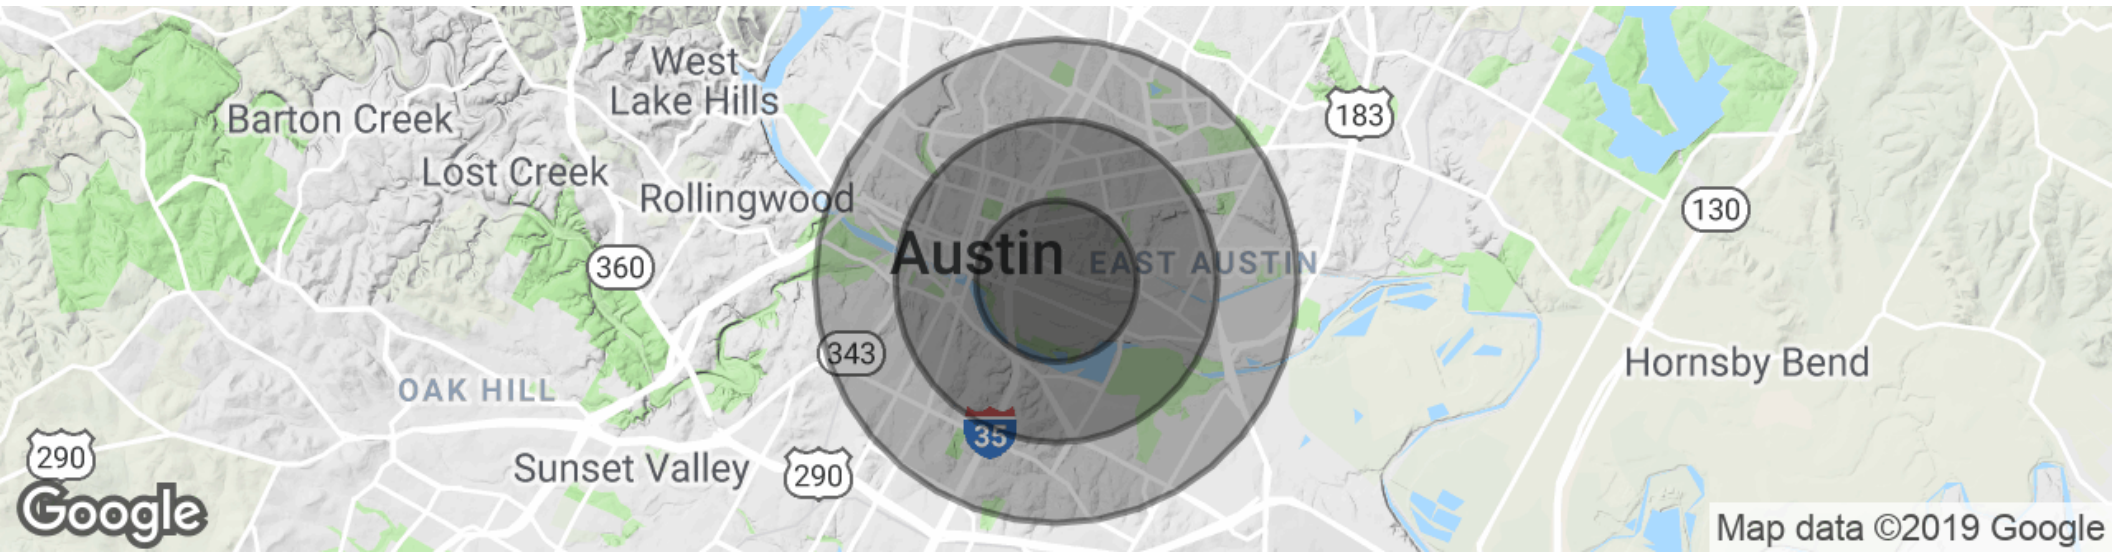 West
Lake Hills
Barton Creek
183
Lost Creek
Rollingwood
130
Austin
EAST AUSTIN
360
343
Hornsby Bend
OAK HILL
35
290
Sunset Valley
290
Google
Map data ©2019 Google